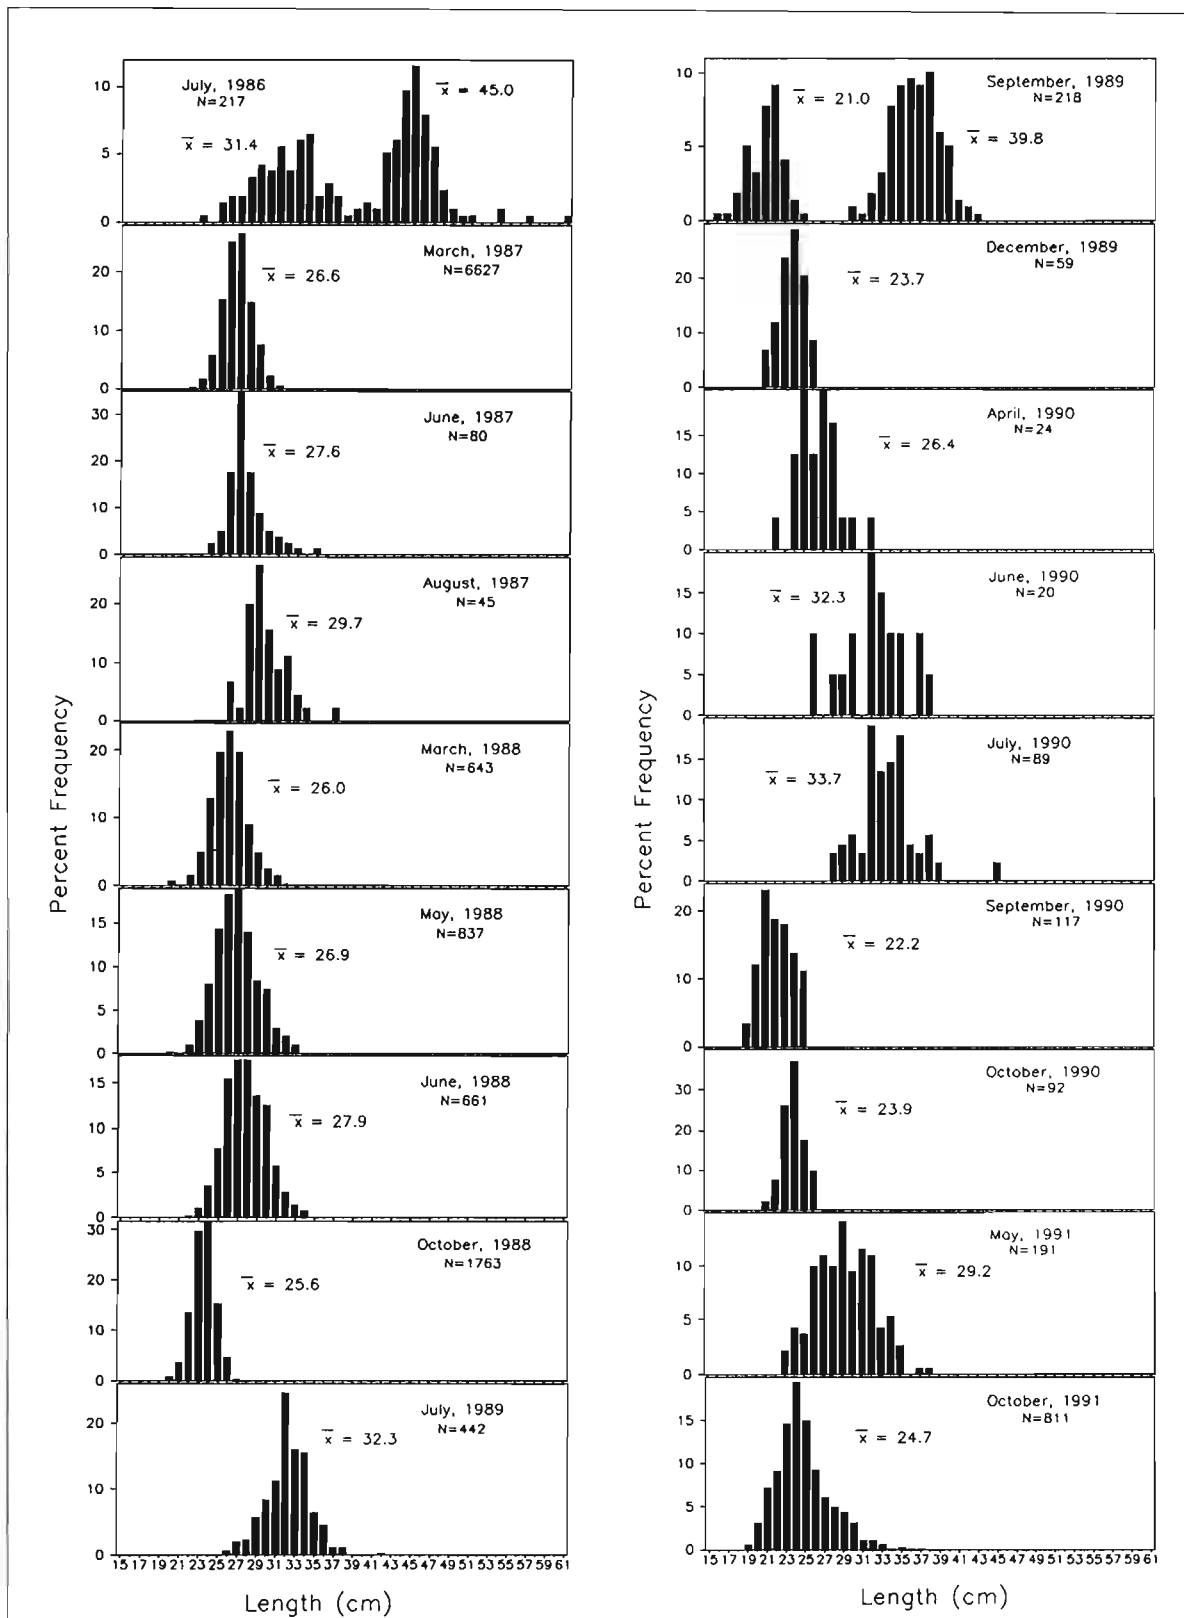 July, 1986
N=217
x̄ = 31.4
x̄ = 45.0
10
5
0
March, 1987
N=6627
x̄ = 26.6
20
10
0
June, 1987
N=80
x̄ = 27.6
30
20
10
0
August, 1987
N=45
x̄ = 29.7
20
10
0
March, 1988
N=643
x̄ = 26.0
20
10
0
May, 1988
N=837
x̄ = 26.9
15
10
5
0
June, 1988
N=661
x̄ = 27.9
15
10
5
0
October, 1988
N=1763
x̄ = 25.6
30
20
10
0
July, 1989
N=442
x̄ = 32.3
20
10
0
15 17 19 21 23 25 27 29 31 33 35 37 39 41 43 45 47 49 51 53 55 57 59 61
Length (cm)
Percent Frequency
September, 1989
N=218
x̄ = 21.0
x̄ = 39.8
10
5
0
December, 1989
N=59
x̄ = 23.7
20
10
0
April, 1990
N=24
x̄ = 26.4
15
10
5
0
June, 1990
N=20
x̄ = 32.3
15
10
5
0
July, 1990
N=89
x̄ = 33.7
15
10
5
0
September, 1990
N=117
x̄ = 22.2
20
10
0
October, 1990
N=92
x̄ = 23.9
30
20
10
0
May, 1991
N=191
x̄ = 29.2
10
5
0
October, 1991
N=811
x̄ = 24.7
15
10
5
0
15 17 19 21 23 25 27 29 31 33 35 37 39 41 43 45 47 49 51 53 55 57 59 61
Length (cm)
Percent Frequency